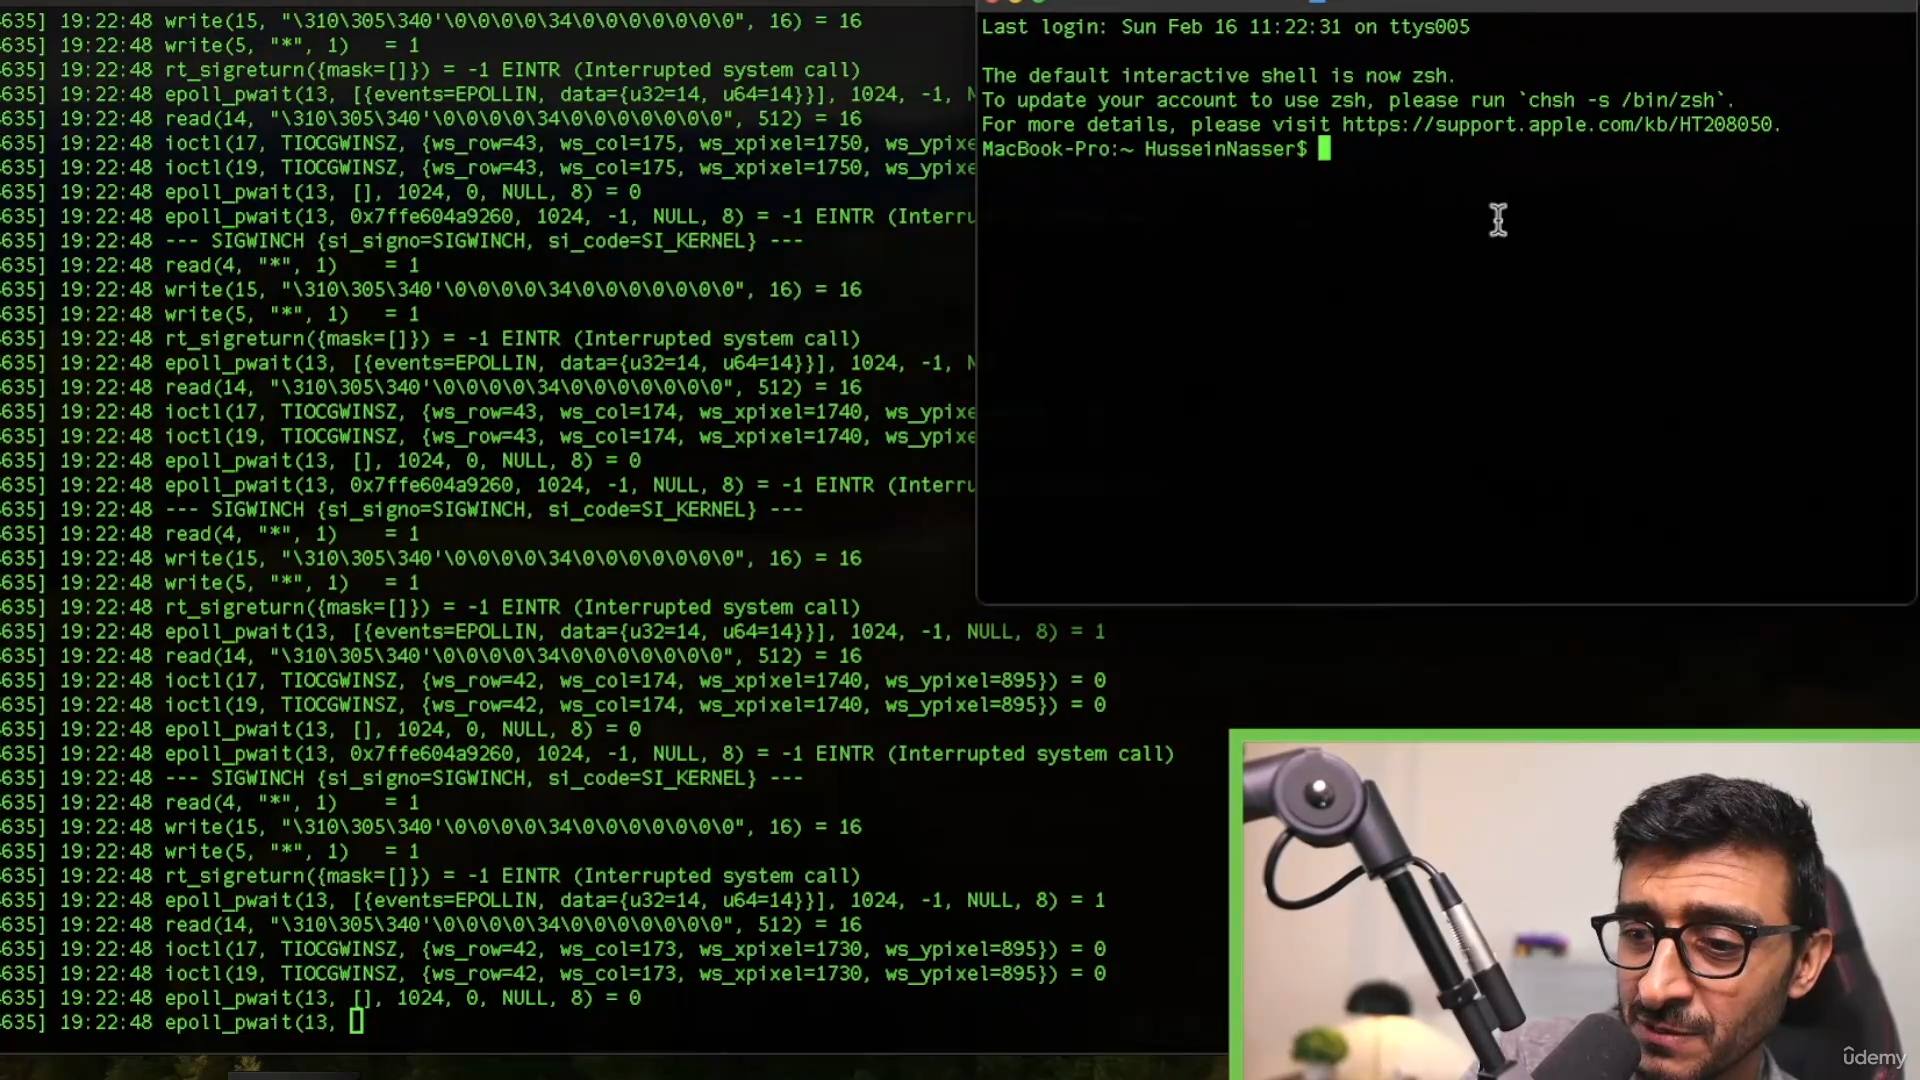 635] 19:22:48 write(15, "\310\305\340'\0\0\0\0\34\0\0\0\0\0\0\0", 16) = 16
635] 19:22:48 write(5, "*", 1)   = 1
635] 19:22:48 rt_sigreturn({mask=[]}) = -1 EINTR (Interrupted system call)
635] 19:22:48 epoll_pwait(13, [{events=EPOLLIN, data={u32=14, u64=14}}], 1024, -1, N
635] 19:22:48 read(14, "\310\305\340'\0\0\0\0\34\0\0\0\0\0\0\0", 512) = 16
635] 19:22:48 ioctl(17, TIOCGWINSZ, {ws_row=43, ws_col=175, ws_xpixel=1750, ws_ypixe
635] 19:22:48 ioctl(19, TIOCGWINSZ, {ws_row=43, ws_col=175, ws_xpixel=1750, ws_ypixe
635] 19:22:48 epoll_pwait(13, [], 1024, 0, NULL, 8) = 0
635] 19:22:48 epoll_pwait(13, 0x7ffe604a9260, 1024, -1, NULL, 8) = -1 EINTR (Interru
635] 19:22:48 --- SIGWINCH {si_signo=SIGWINCH, si_code=SI_KERNEL} ---
635] 19:22:48 read(4, "*", 1)    = 1
635] 19:22:48 write(15, "\310\305\340'\0\0\0\0\34\0\0\0\0\0\0\0", 16) = 16
635] 19:22:48 write(5, "*", 1)   = 1
635] 19:22:48 rt_sigreturn({mask=[]}) = -1 EINTR (Interrupted system call)
635] 19:22:48 epoll_pwait(13, [{events=EPOLLIN, data={u32=14, u64=14}}], 1024, -1, N
635] 19:22:48 read(14, "\310\305\340'\0\0\0\0\34\0\0\0\0\0\0\0", 512) = 16
635] 19:22:48 ioctl(17, TIOCGWINSZ, {ws_row=43, ws_col=174, ws_xpixel=1740, ws_ypixe
635] 19:22:48 ioctl(19, TIOCGWINSZ, {ws_row=43, ws_col=174, ws_xpixel=1740, ws_ypixe
635] 19:22:48 epoll_pwait(13, [], 1024, 0, NULL, 8) = 0
635] 19:22:48 epoll_pwait(13, 0x7ffe604a9260, 1024, -1, NULL, 8) = -1 EINTR (Interru
635] 19:22:48 --- SIGWINCH {si_signo=SIGWINCH, si_code=SI_KERNEL} ---
635] 19:22:48 read(4, "*", 1)    = 1
635] 19:22:48 write(15, "\310\305\340'\0\0\0\0\34\0\0\0\0\0\0\0", 16) = 16
635] 19:22:48 write(5, "*", 1)   = 1
635] 19:22:48 rt_sigreturn({mask=[]}) = -1 EINTR (Interrupted system call)
635] 19:22:48 epoll_pwait(13, [{events=EPOLLIN, data={u32=14, u64=14}}], 1024, -1, NULL, 8) = 1
635] 19:22:48 read(14, "\310\305\340'\0\0\0\0\34\0\0\0\0\0\0\0", 512) = 16
635] 19:22:48 ioctl(17, TIOCGWINSZ, {ws_row=42, ws_col=174, ws_xpixel=1740, ws_ypixel=895}) = 0
635] 19:22:48 ioctl(19, TIOCGWINSZ, {ws_row=42, ws_col=174, ws_xpixel=1740, ws_ypixel=895}) = 0
635] 19:22:48 epoll_pwait(13, [], 1024, 0, NULL, 8) = 0
635] 19:22:48 epoll_pwait(13, 0x7ffe604a9260, 1024, -1, NULL, 8) = -1 EINTR (Interrupted system call)
635] 19:22:48 --- SIGWINCH {si_signo=SIGWINCH, si_code=SI_KERNEL} ---
635] 19:22:48 read(4, "*", 1)    = 1
635] 19:22:48 write(15, "\310\305\340'\0\0\0\0\34\0\0\0\0\0\0\0", 16) = 16
635] 19:22:48 write(5, "*", 1)   = 1
635] 19:22:48 rt_sigreturn({mask=[]}) = -1 EINTR (Interrupted system call)
635] 19:22:48 epoll_pwait(13, [{events=EPOLLIN, data={u32=14, u64=14}}], 1024, -1, NULL, 8) = 1
635] 19:22:48 read(14, "\310\305\340'\0\0\0\0\34\0\0\0\0\0\0\0", 512) = 16
635] 19:22:48 ioctl(17, TIOCGWINSZ, {ws_row=42, ws_col=173, ws_xpixel=1730, ws_ypixel=895}) = 0
635] 19:22:48 ioctl(19, TIOCGWINSZ, {ws_row=42, ws_col=173, ws_xpixel=1730, ws_ypixel=895}) = 0
635] 19:22:48 epoll_pwait(13, [], 1024, 0, NULL, 8) = 0
635] 19:22:48 epoll_pwait(13,
Last login: Sun Feb 16 11:22:31 on ttys005
The default interactive shell is now zsh.
To update your account to use zsh, please run `chsh -s /bin/zsh`.
For more details, please visit https://support.apple.com/kb/HT208050.
MacBook-Pro:~ HusseinNasser$
ûdemy